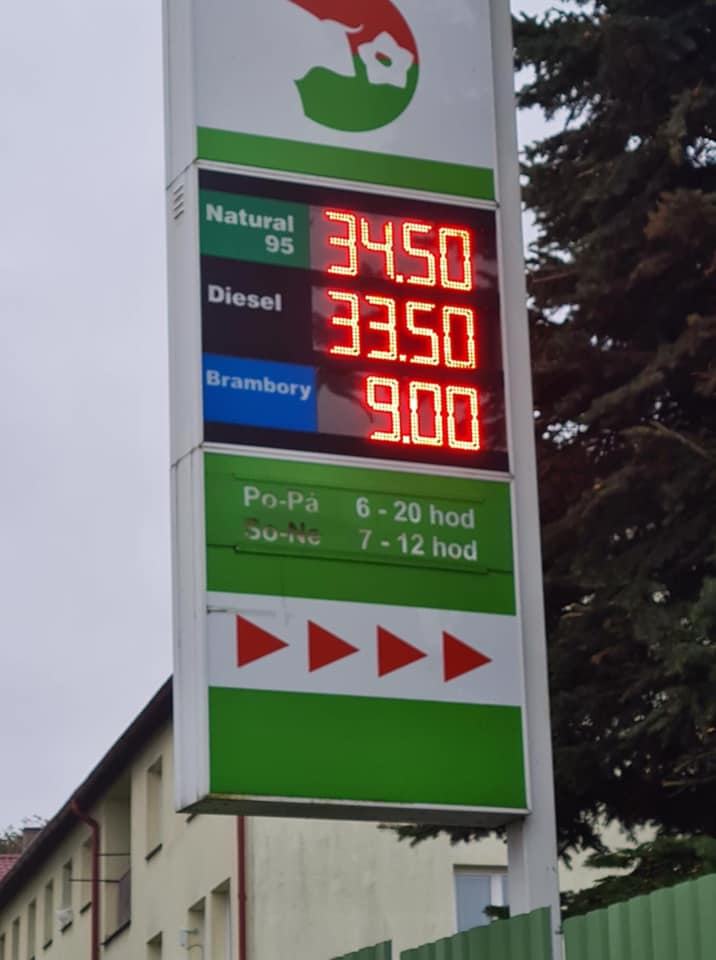 Natural
95
34.50
Diesel
33.50
Brambory
9.00
Po-Pá 6 - 20 hod
So-Ne 7 - 12 hod